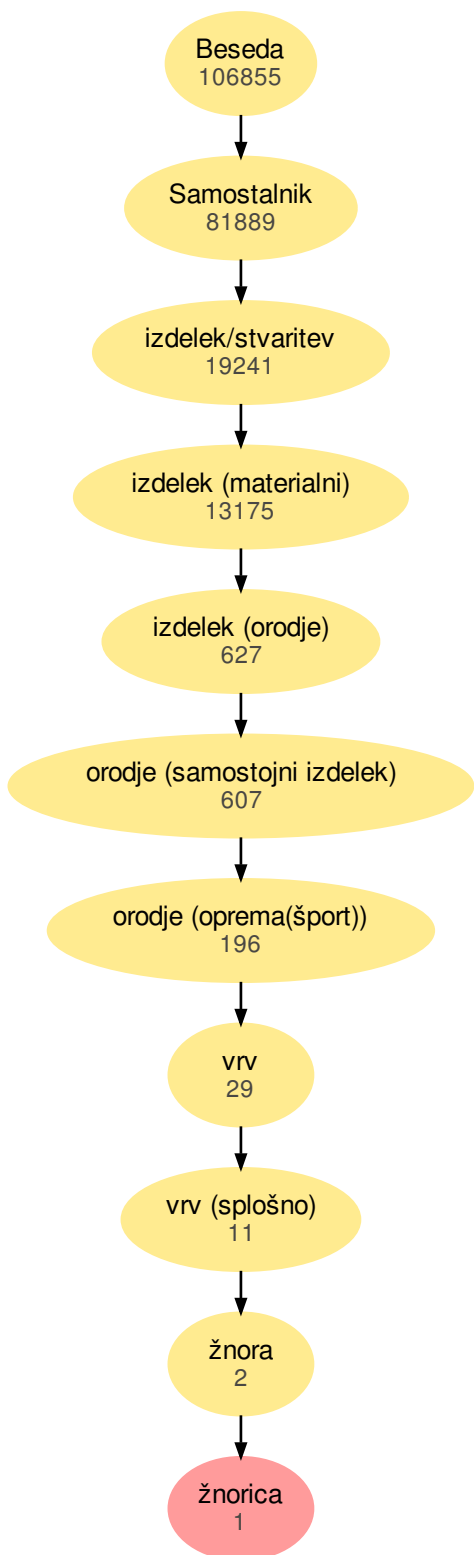 Beseda
106855
Samostalnik
81889
izdelek/stvaritev
19241
izdelek (materialni)
13175
izdelek (orodje)
627
orodje (samostojni izdelek)
607
orodje (oprema(šport))
196
vrv
29
vrv (splošno)
11
žnora
2
žnorica
1